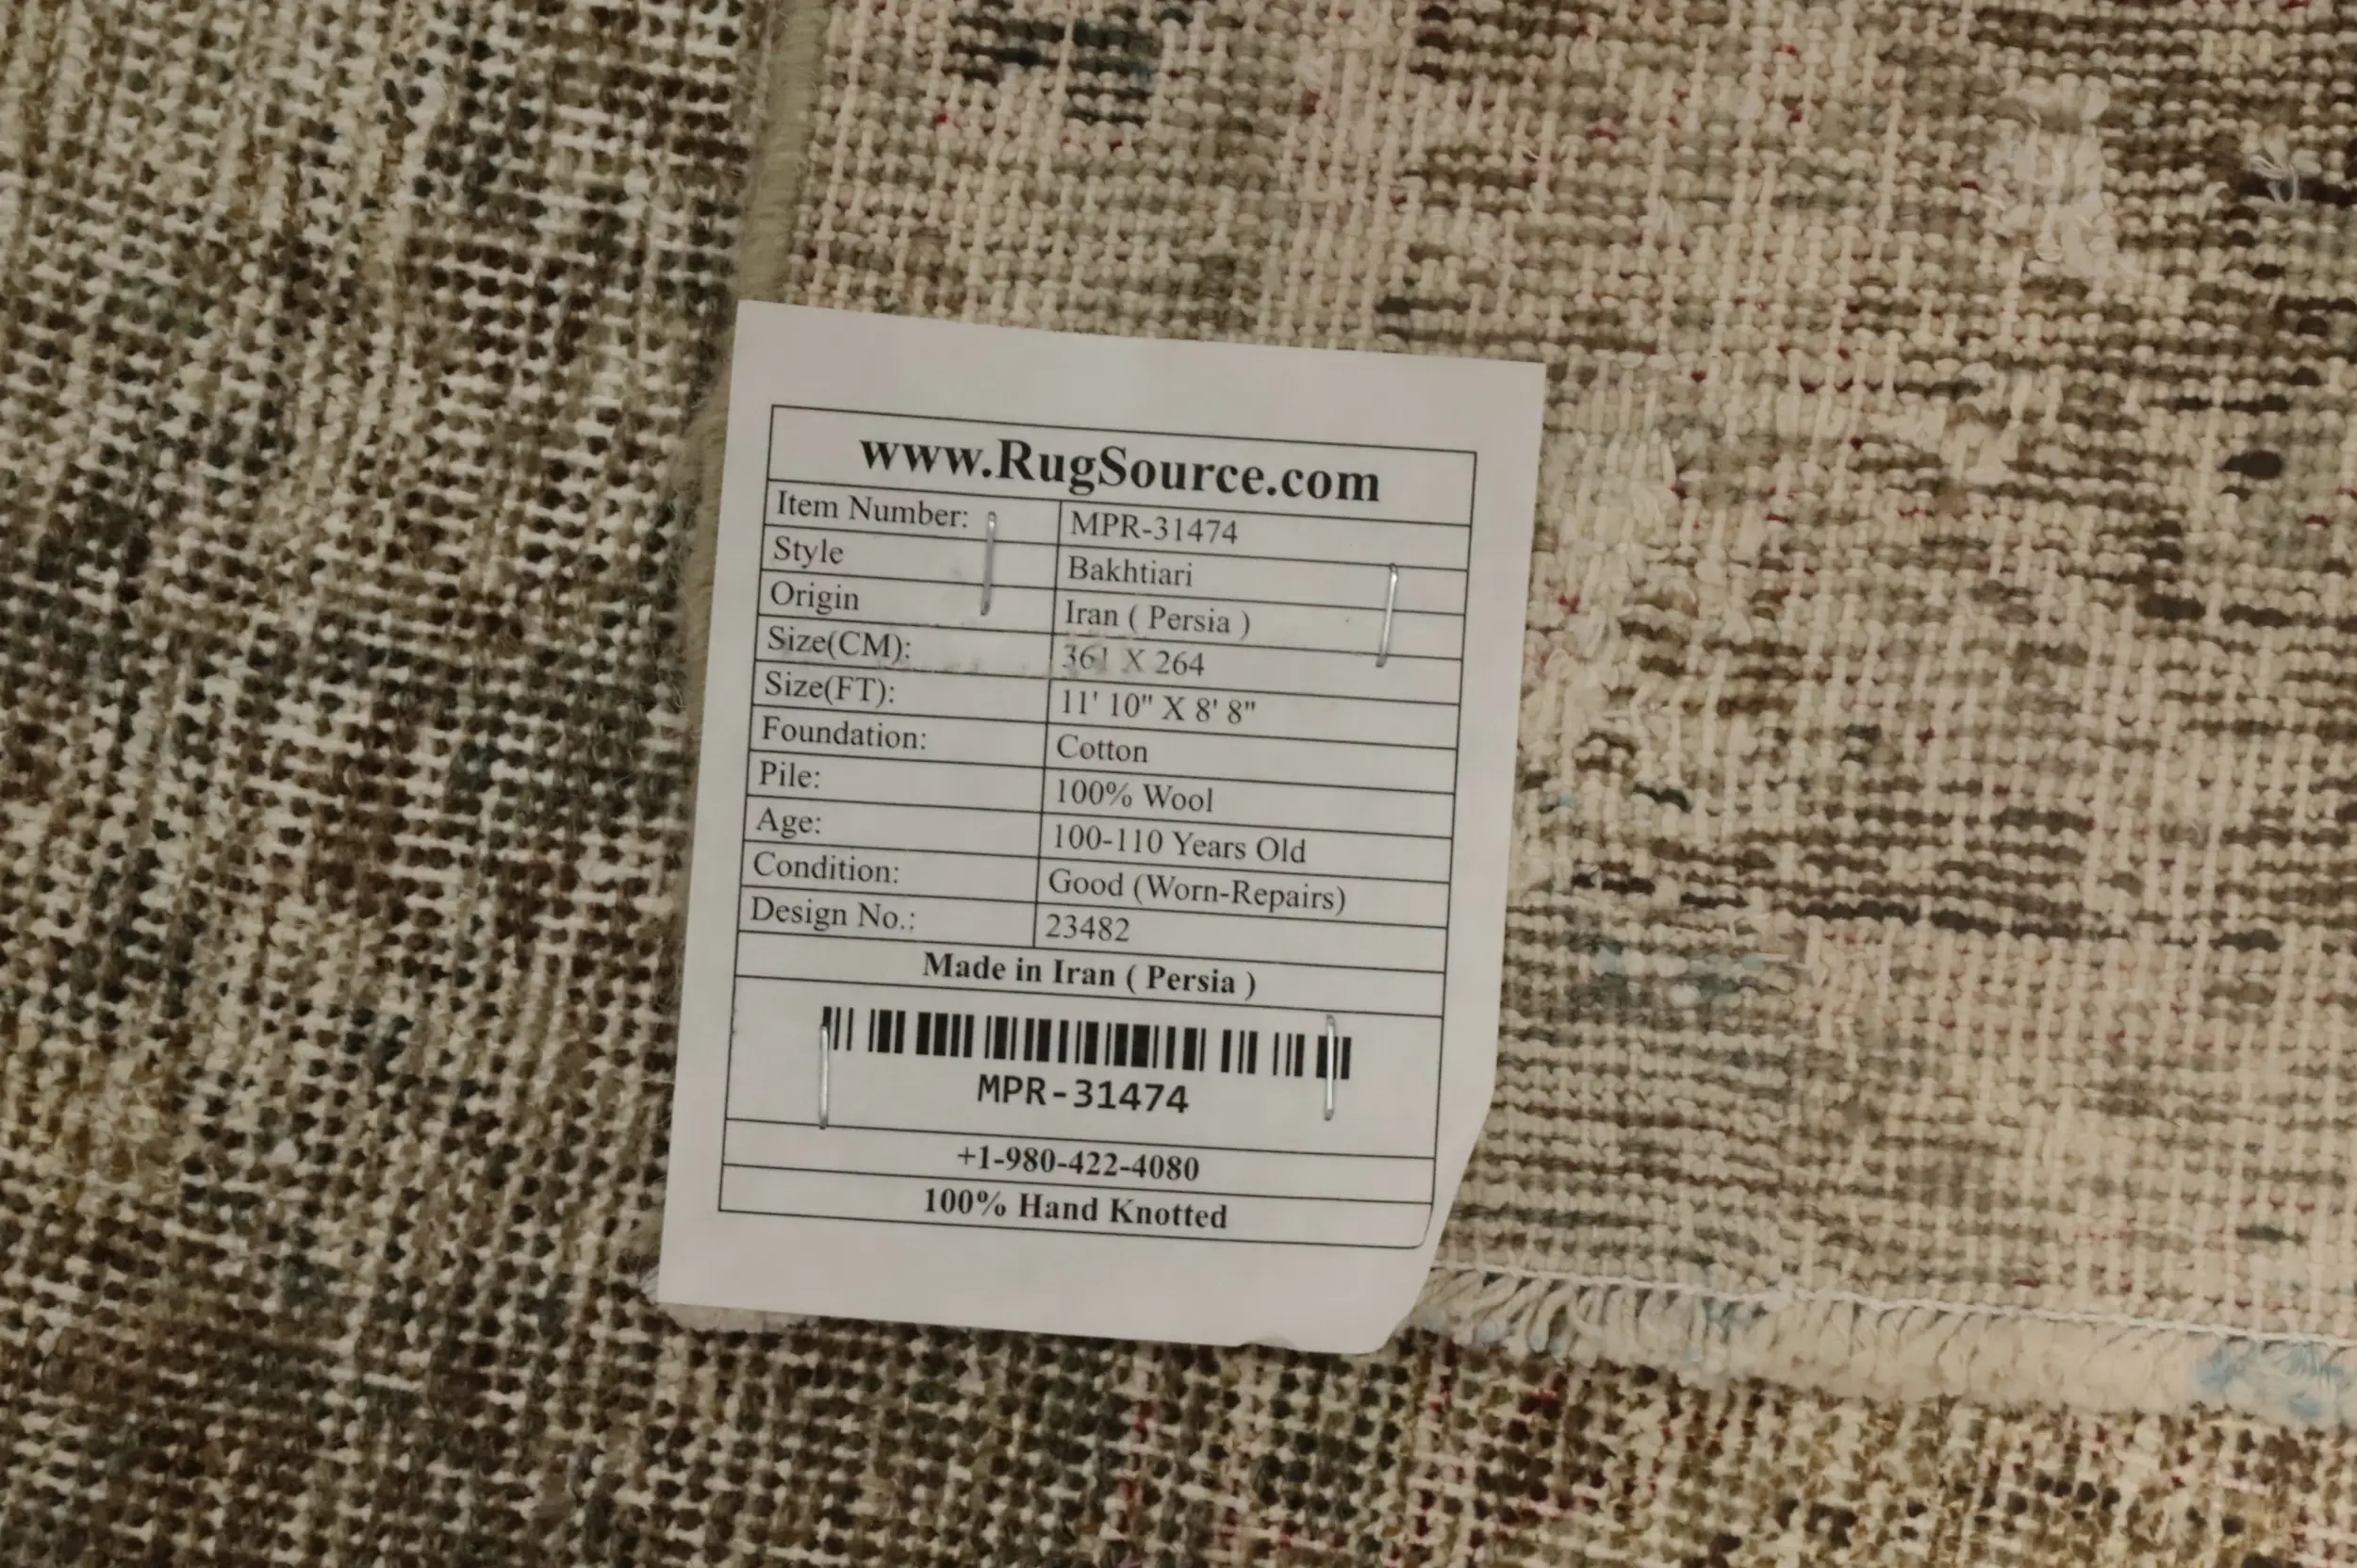 www.RugSource.com
Item Number: MPR-31474
Style Bakhtiari
Origin Iran ( Persia )
Size(CM): 361 X 264
Size(FT): 11' 10" X 8' 8"
Foundation: Cotton
Pile: 100% Wool
Age: 100-110 Years Old
Condition: Good (Worn-Repairs)
Design No.: 23482
Made in Iran ( Persia )
MPR-31474
+1-980-422-4080
100% Hand Knotted